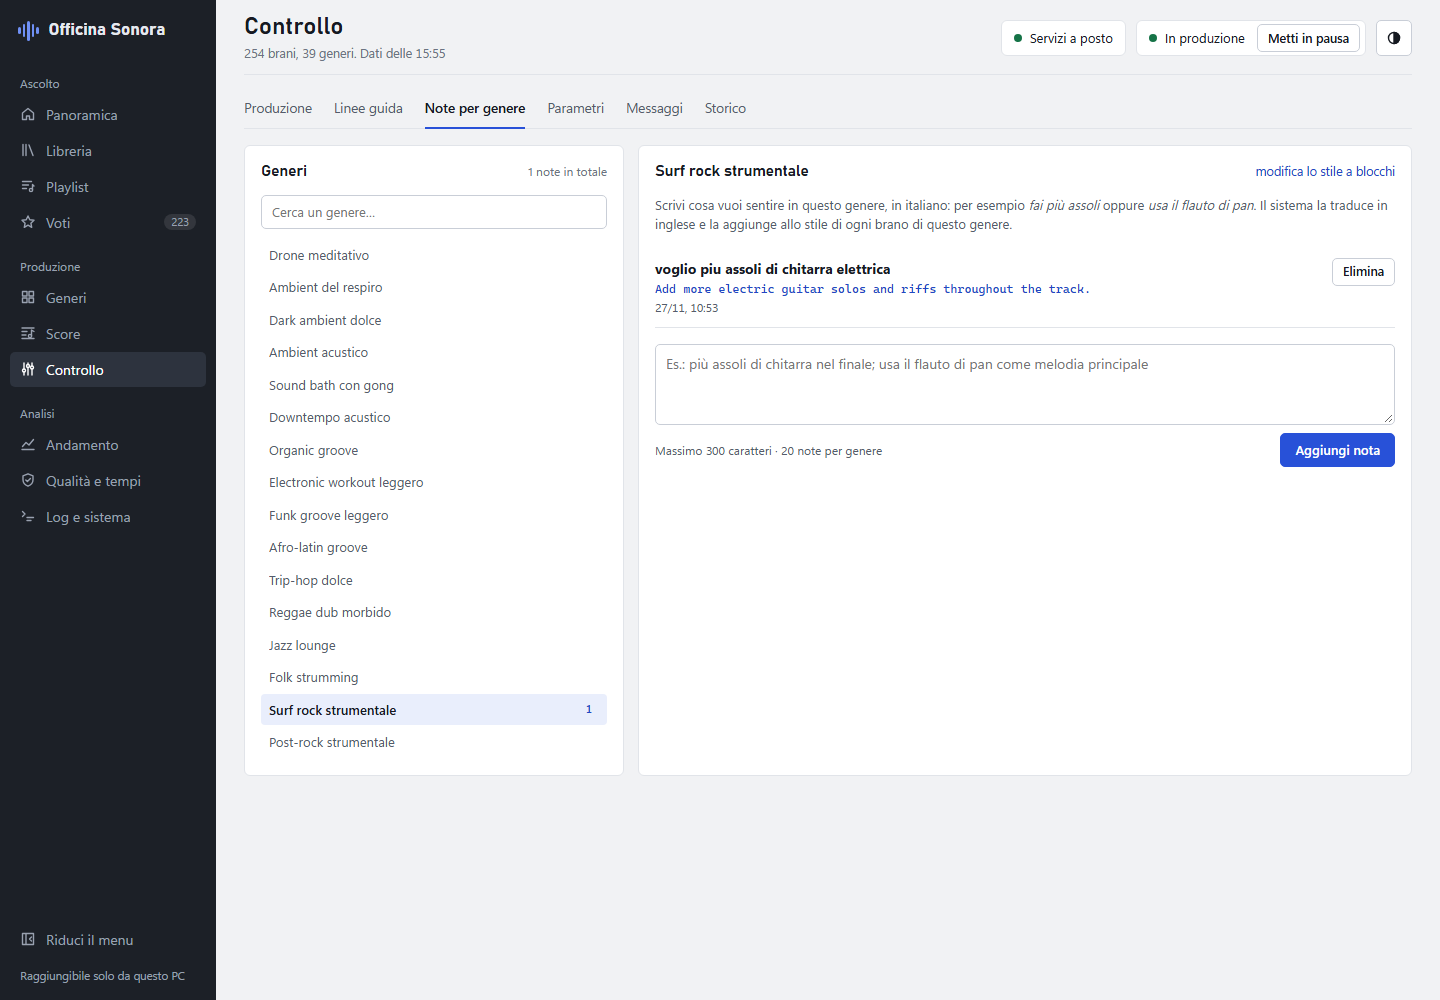 Officina Sonora
Ascolto
Panoramica
Libreria
Playlist
Voti 223
Produzione
Generi
Score
Controllo
Analisi
Andamento
Qualità e tempi
Log e sistema
Riduci il menu
Raggiungibile solo da questo PC
Controllo
254 brani, 39 generi. Dati delle 15:55
Servizi a posto
In produzione
Metti in pausa
Produzione Linee guida Note per genere Parametri Messaggi Storico
Generi 1 note in totale
Cerca un genere...
Drone meditativo
Ambient del respiro
Dark ambient dolce
Ambient acustico
Sound bath con gong
Downtempo acustico
Organic groove
Electronic workout leggero
Funk groove leggero
Afro-latin groove
Trip-hop dolce
Reggae dub morbido
Jazz lounge
Folk strumming
Surf rock strumentale 1
Post-rock strumentale
Surf rock strumentale modifica lo stile a blocchi
Scrivi cosa vuoi sentire in questo genere, in italiano: per esempio fai più assoli oppure usa il flauto di pan. Il sistema la traduce in
inglese e la aggiunge allo stile di ogni brano di questo genere.
voglio piu assoli di chitarra elettrica
Elimina
Add more electric guitar solos and riffs throughout the track.
27/11, 10:53
Es.: più assoli di chitarra nel finale; usa il flauto di pan come melodia principale
Massimo 300 caratteri · 20 note per genere
Aggiungi nota